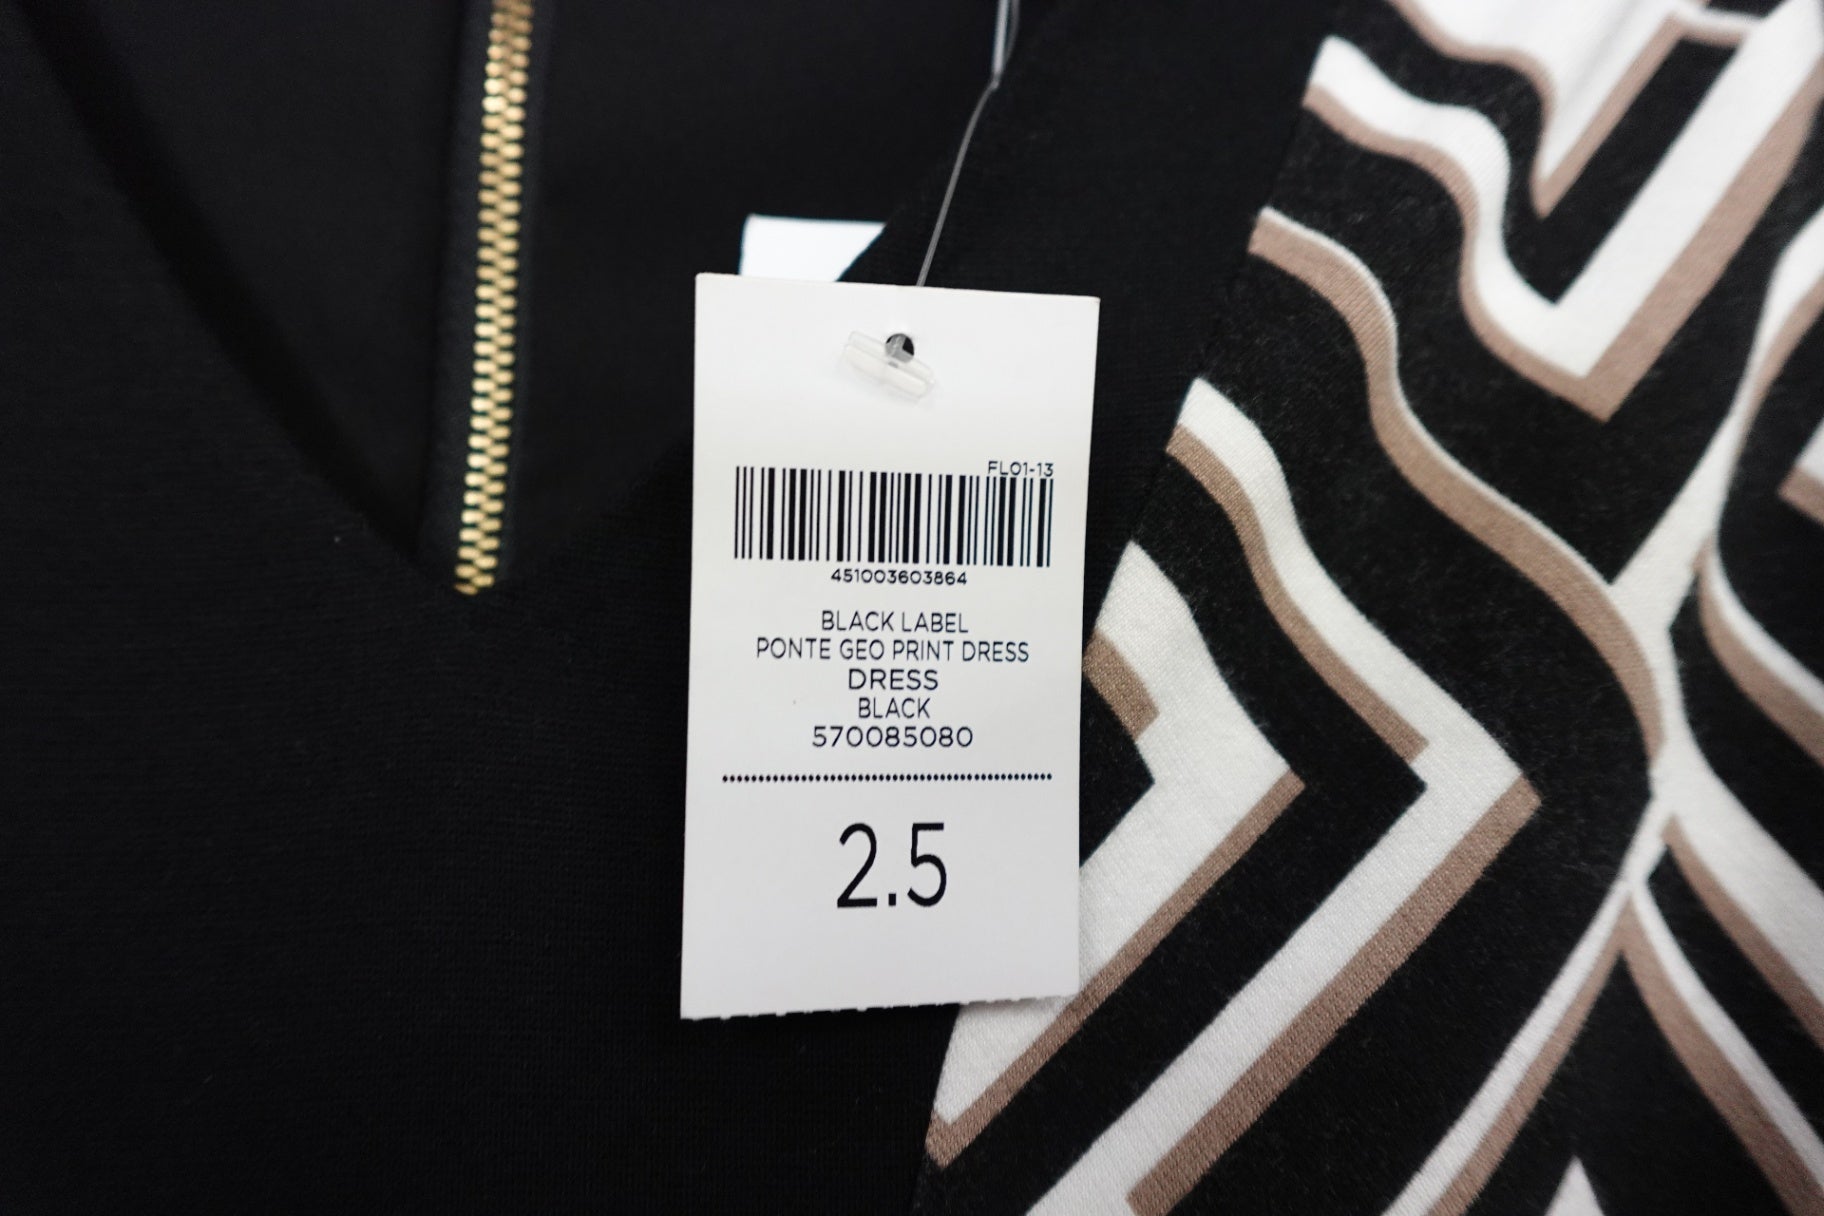 FL01-13
451003603864
BLACK LABEL
PONTE GEO PRINT DRESS
DRESS
BLACK
570085080
2.5